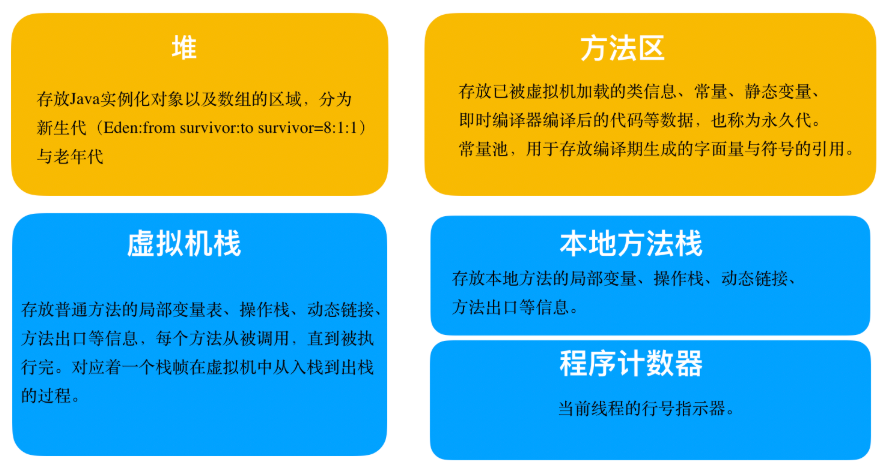 堆
存放Java实例化对象以及数组的区域，分为
新生代（Eden:from survivor:to survivor=8:1:1）
与老年代
方法区
存放已被虚拟机加载的类信息、常量、静态变量、
即时编译器编译后的代码等数据，也称为永久代。
常量池，用于存放编译期生成的字面量与符号的引用。
虚拟机栈
存放普通方法的局部变量表、操作栈、动态链接、
方法出口等信息，每个方法从被调用，直到被执
行完。对应着一个栈帧在虚拟机中从入栈到出栈
的过程。
本地方法栈
存放本地方法的局部变量、操作栈、动态链接、
方法出口等信息。
程序计数器
当前线程的行号指示器。